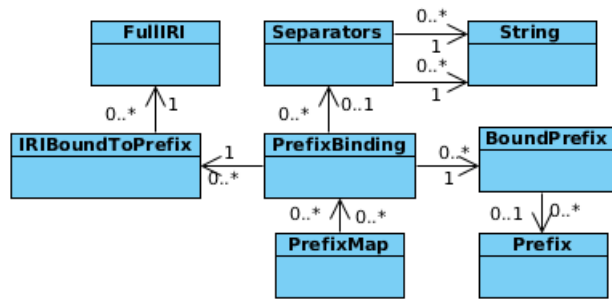 FullIRI Separators 0..* String
1
0..*
1
1
0..* 0..* 0..1
IRIBoundToPrefix 1 PrefixBinding 0..* BoundPrefix
0..* 1
0..* 0..* 0..1 0..*
PrefixMap Prefix